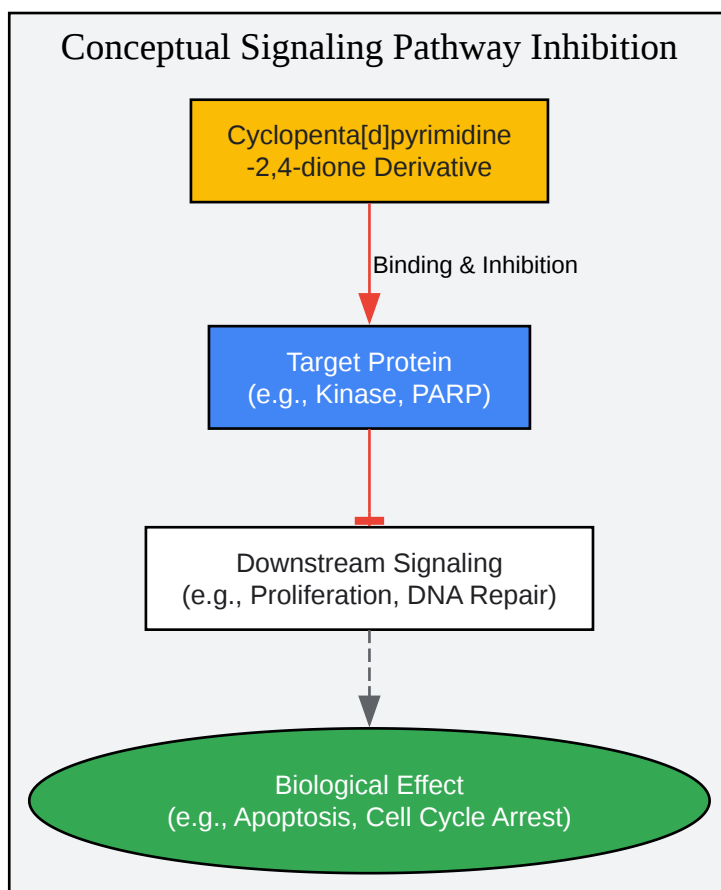 Conceptual Signaling Pathway Inhibition
Cyclopenta[d]pyrimidine
-2,4-dione Derivative
Binding & Inhibition
Target Protein
(e.g., Kinase, PARP)
Downstream Signaling
(e.g., Proliferation, DNA Repair)
Biological Effect
(e.g., Apoptosis, Cell Cycle Arrest)